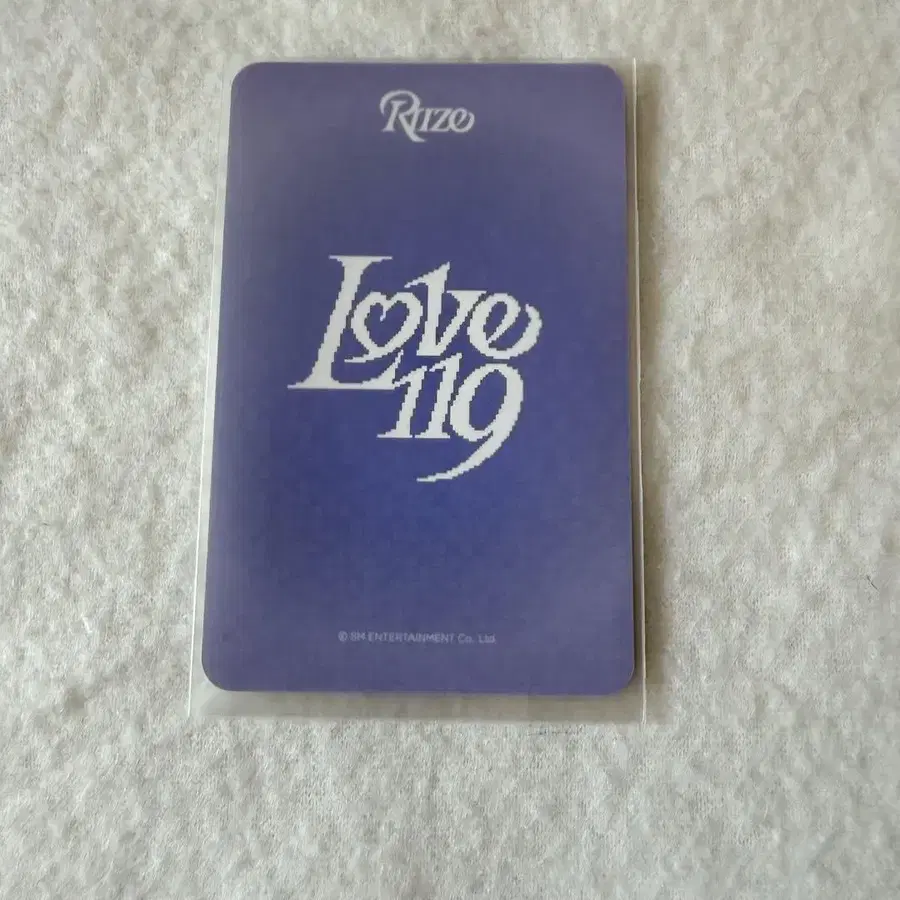 RIIZE
Love
119
© SM ENTERTAINMENT Co. Ltd.